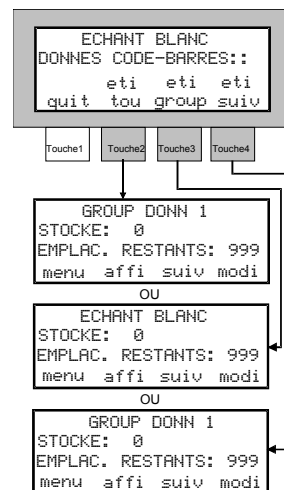 ECHANT BLANC
DONNES CODE-BARRES::
eti eti eti
quit tou group suiv
Touche1 Touche2 Touche3 Touche4
GROUP DONN 1
STOCKE: 0
EMPLAC. RESTANTS: 999
menu affi suiv modi
OU
ECHANT BLANC
STOCKE: 0
EMPLAC. RESTANTS: 999
menu affi suiv modi
OU
GROUP DONN 1
STOCKE: 0
EMPLAC. RESTANTS: 999
menu affi suiv modi